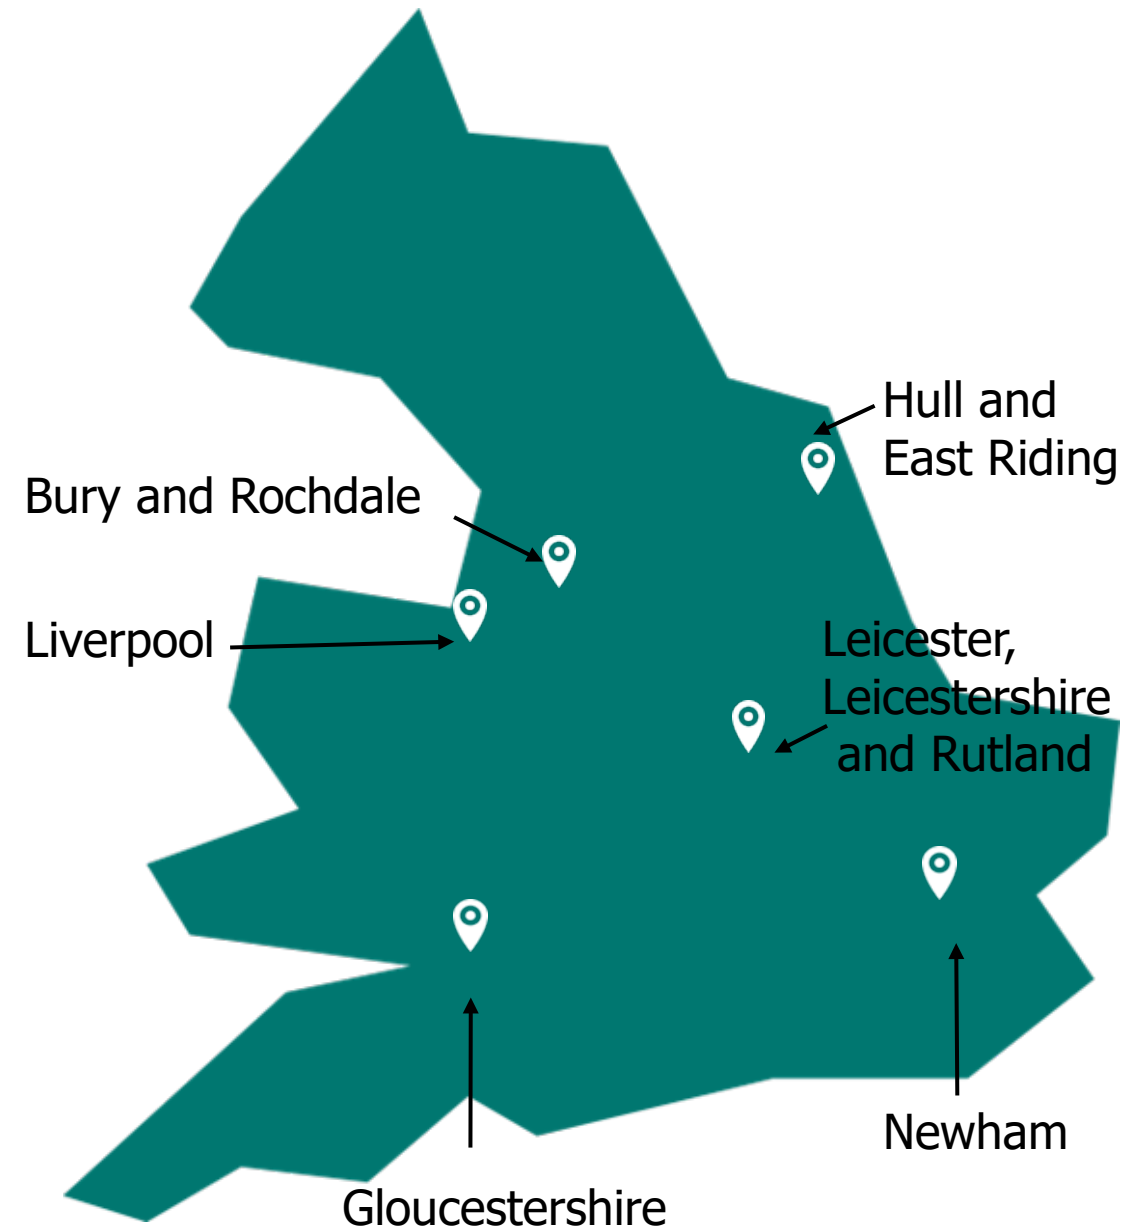 Hull and
East Riding
Bury and Rochdale
Liverpool
Leicester,
Leicestershire
and Rutland
Newham
Gloucestershire